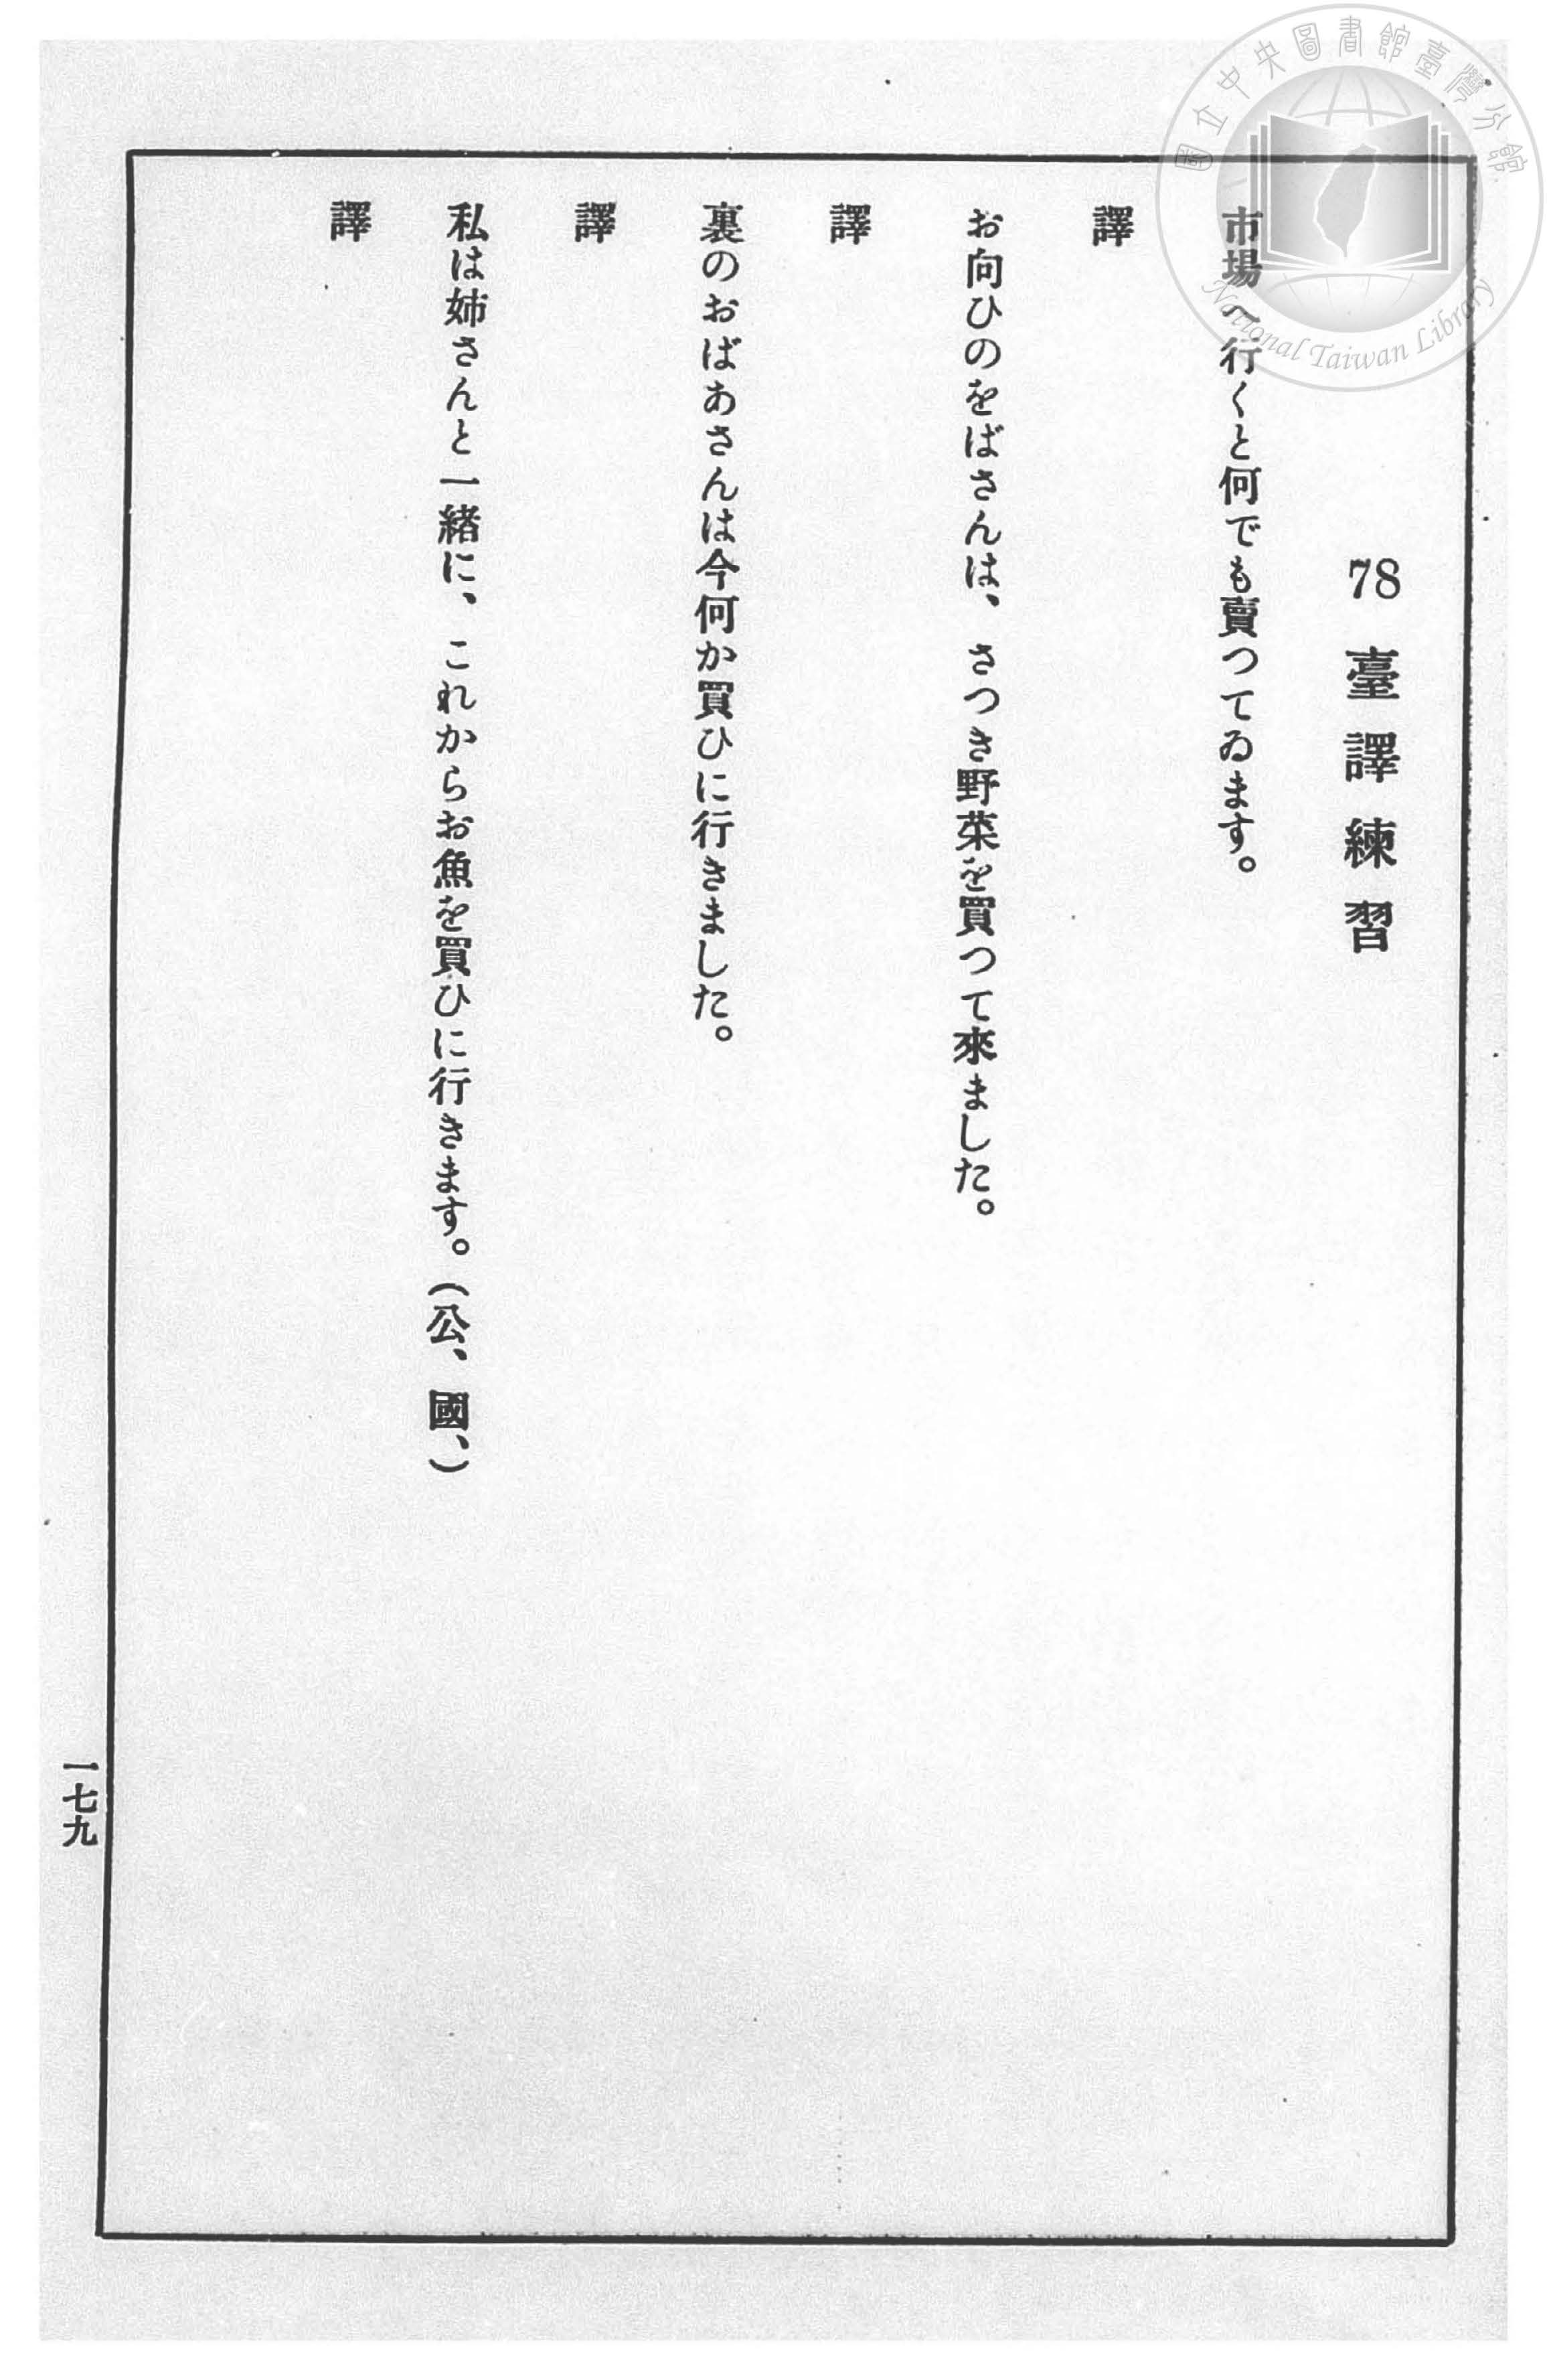 78 臺譯練習
市場へ行くと何でも賣つてゐます。
譯
お向ひのをばさんは、さつき野菜を買つて來ました。
譯
裏のおばあさんは今何か買ひに行きました。
譯
私は姉さんと一緒に、これからお魚を買ひに行きます。（公、國、）
譯
一七九
國立中央圖書館臺灣分館
National Taiwan Library